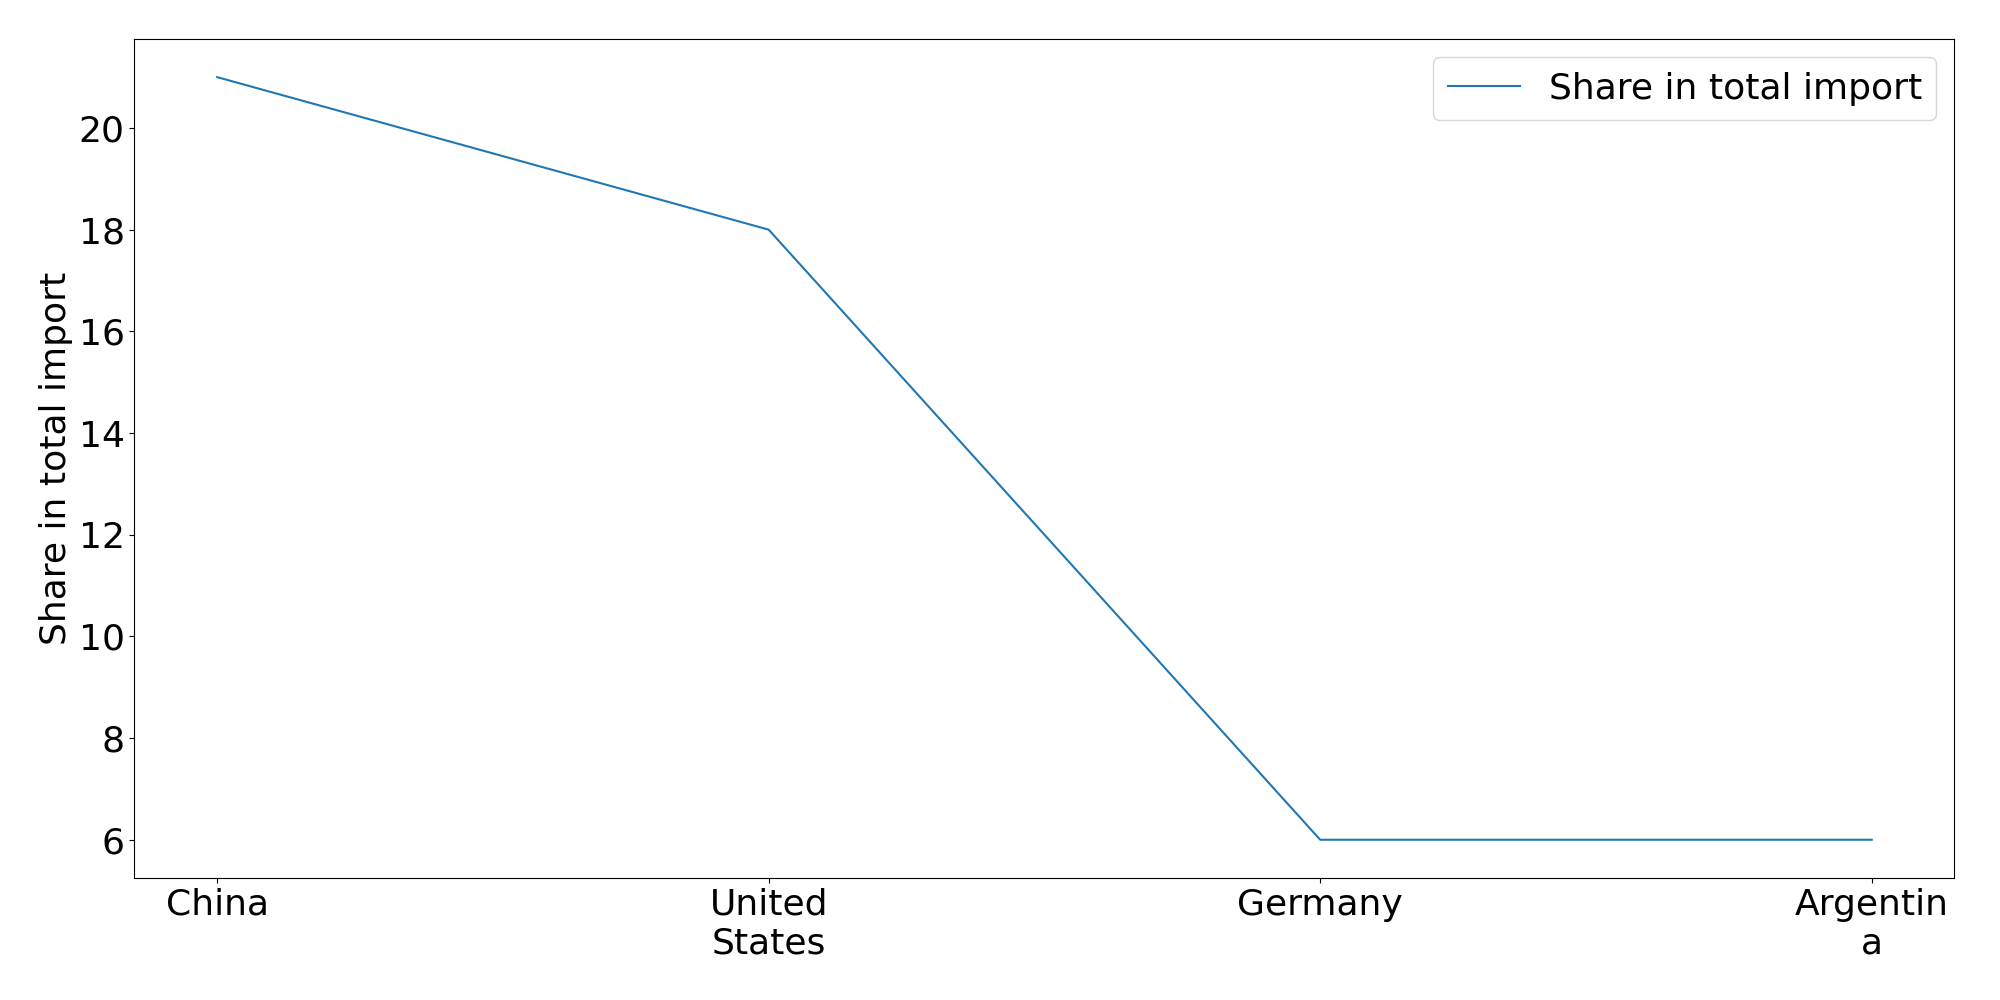 Share in total import
20
18
16
14
12
10
8
6
Share in total import
China
United
States
Germany
Argentin
a